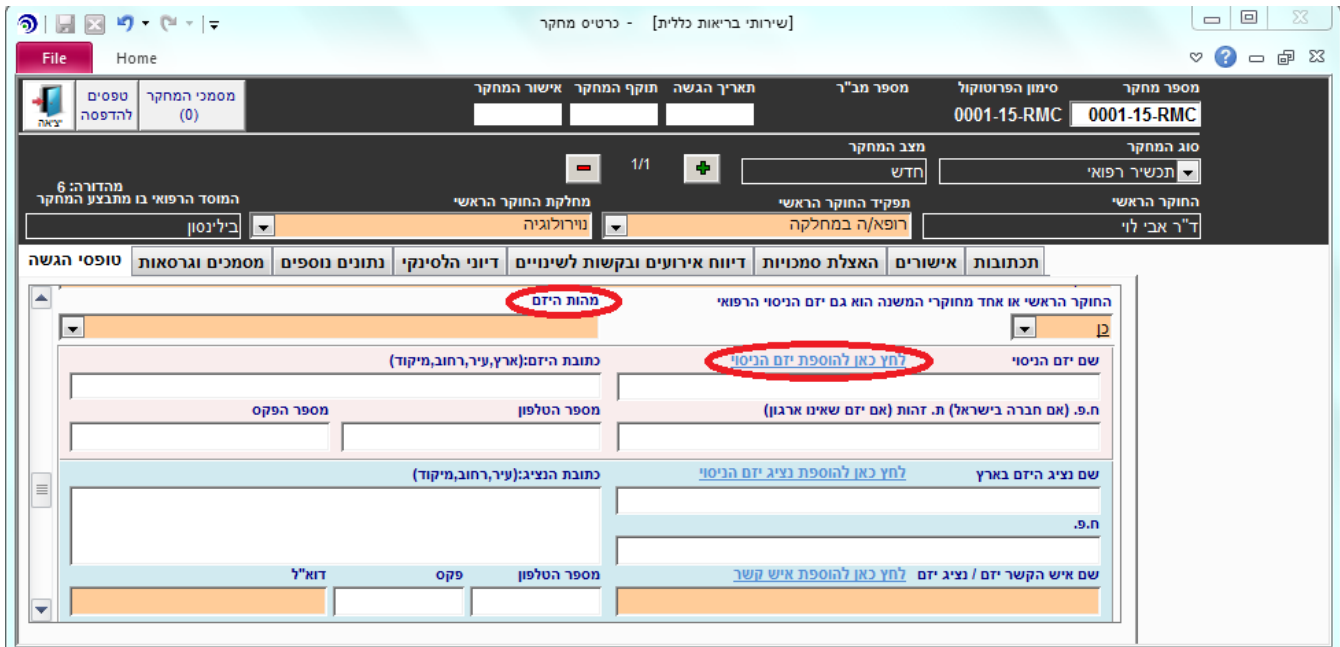 [שירותי בריאות כללית] - כרטיס מחקר
File Home
מספר מחקר סימון הפרוטוקול מספר מב"ר תאריך הגשה תוקף המחקר אישור המחקר
מסמכי המחקר (0)
טפסים להדפסה
יציאה
0001-15-RMC 0001-15-RMC
סוג המחקר מצב המחקר
תכשיר רפואי חדש 1/1
מהדורה: 6
החוקר הראשי תפקיד החוקר הראשי מחלקת החוקר הראשי המוסד הרפואי בו מתבצע המחקר
ד"ר אבי לוי רופא/ה במחלקה נוירולוגיה בילינסון
תכתובות אישורים האצלת סמכויות דיווח אירועים ובקשות לשינויים דיוני הלסינקי נתונים נוספים מסמכים וגרסאות טופסי הגשה
החוקר הראשי או אחד מחוקרי המשנה הוא גם יזם הניסוי הרפואי מהות היזם
כן
שם יזם הניסוי לחץ כאן להוספת יזם הניסוי כתובת היזם:(ארץ,עיר,רחוב,מיקוד)
ח.פ. (אם חברה בישראל) ת. זהות (אם יזם שאינו ארגון) מספר הטלפון מספר הפקס
שם נציג היזם בארץ לחץ כאן להוספת נציג יזם הניסוי כתובת הנציג:(עיר,רחוב,מיקוד)
ח.פ.
שם איש הקשר יזם / נציג יזם לחץ כאן להוספת איש קשר מספר הטלפון פקס דוא"ל